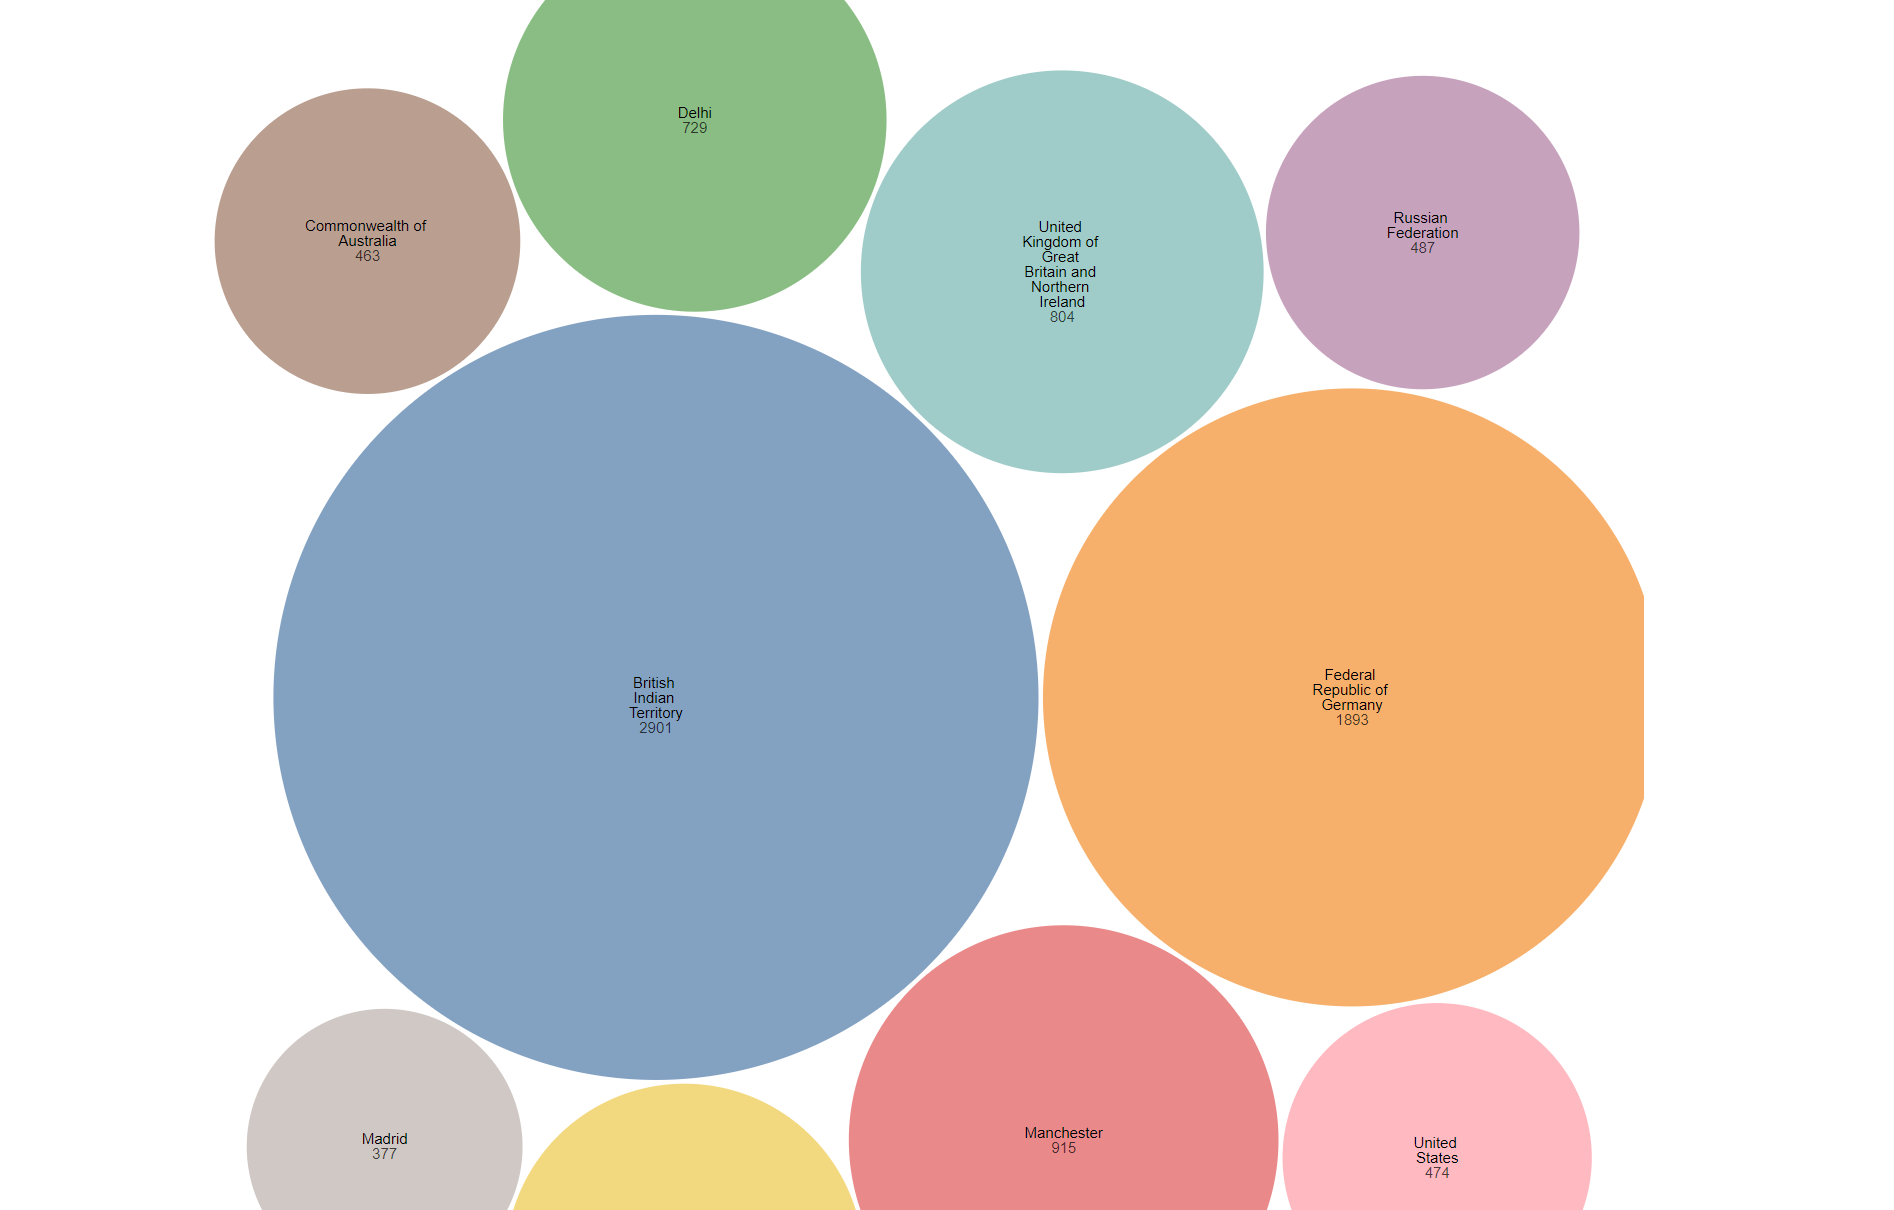 Delhi
729
Commonwealth of
Australia
463
United
Kingdom of
Great
Britain and
Northern
Ireland
804
Russian
Federation
487
British
Indian
Territory
2901
Federal
Republic of
Germany
1893
Madrid
377
Manchester
915
United
States
474